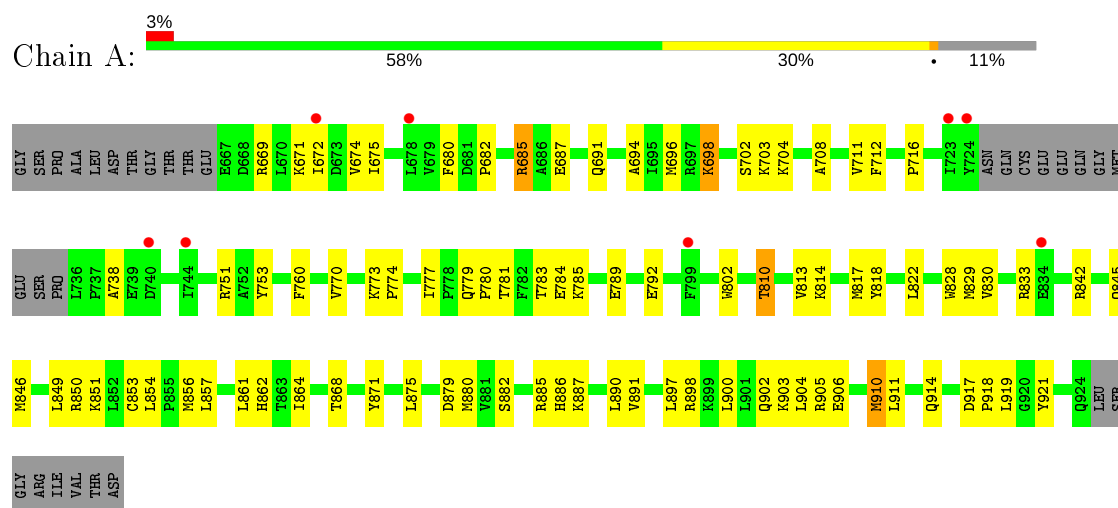 3%
Chain A:
58% 30% • 11%
GLY SER PRO ALA LEU ASP THR GLY THR THR GLU E667 D668 R669 L670 K671 I672 D673 V674 I675 L678 V679 F680 D681 P682 R685 A686 E687 Q691 A694 I695 M696 R697 K698 S702 K703 K704 A708 V711 F712 P716 I723 Y724 ASN GLN CYS GLU GLU GLN GLY MET
GLU SER PRO L736 P737 A738 E739 D740 I744 R751 A752 Y753 F760 V770 K773 P774 I777 P778 Q779 P780 T781 F782 T783 E784 K785 E789 E792 F799 W802 T810 V813 K814 M817 Y818 L822 W828 M829 V830 R833 E834 R842 Q845
M846 L849 R850 K851 L852 C853 L854 P855 M856 L857 L861 H862 T863 I864 T868 Y871 L875 D879 M880 V881 S882 R885 H886 K887 L890 V891 L897 R898 K899 L900 L901 Q902 K903 L904 R905 E906 M910 L911 Q914 D917 P918 L919 G920 Y921 Q924 LEU SER
GLY ARG ILE VAL THR ASP